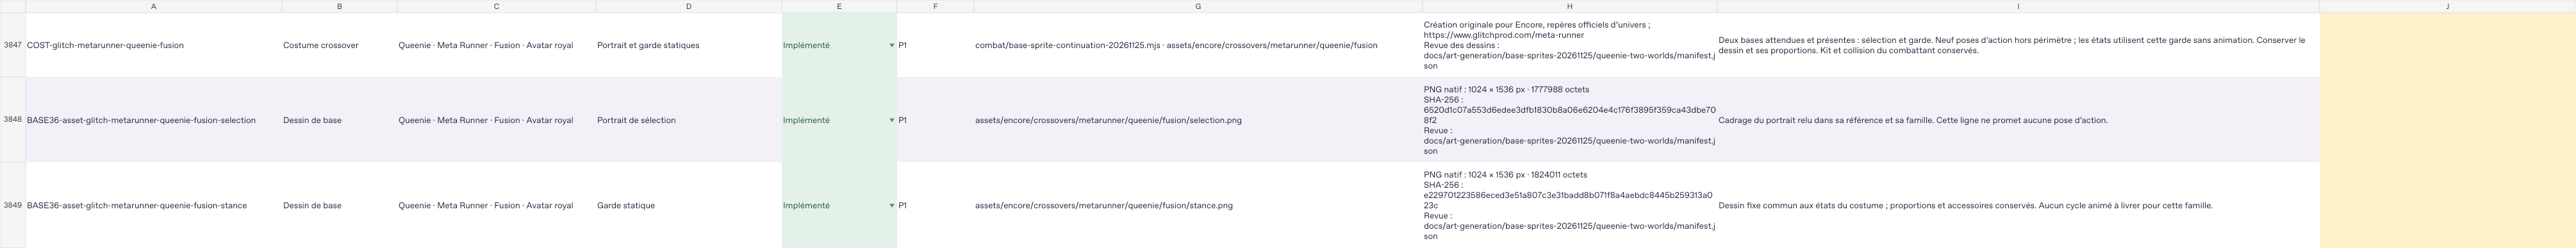 A B C D E F G H I J
3847 COST-glitch-metarunner-queenie-fusion Costume crossover Queenie · Meta Runner · Fusion · Avatar royal Portrait et garde statiques Implémenté P1 combat/base-sprite-continuation-20261125.mjs · assets/encore/crossovers/metarunner/queenie/fusion
Création originale pour Encore, repères officiels d'univers ;
https://www.glitchprod.com/meta-runner
Revue des dessins :
docs/art-generation/base-sprites-20261125/queenie-two-worlds/manifest.j
son
Deux bases attendues et présentes : sélection et garde. Neuf poses d'action hors périmètre ; les états utilisent cette garde sans animation. Conserver le
dessin et ses proportions. Kit et collision du combattant conservés.
3848 BASE36-asset-glitch-metarunner-queenie-fusion-selection Dessin de base Queenie · Meta Runner · Fusion · Avatar royal Portrait de sélection Implémenté P1 assets/encore/crossovers/metarunner/queenie/fusion/selection.png
PNG natif : 1024 × 1536 px · 1777988 octets
SHA-256 :
6520d1c07a553d6edee3dfb1830b8a06e6204e4c176f3895f359ca43dbe70
8f2
Revue :
docs/art-generation/base-sprites-20261125/queenie-two-worlds/manifest.j
son
Cadrage du portrait relu dans sa référence et sa famille. Cette ligne ne promet aucune pose d'action.
3849 BASE36-asset-glitch-metarunner-queenie-fusion-stance Dessin de base Queenie · Meta Runner · Fusion · Avatar royal Garde statique Implémenté P1 assets/encore/crossovers/metarunner/queenie/fusion/stance.png
PNG natif : 1024 × 1536 px · 1824011 octets
SHA-256 :
e229701223586eced3e51a807c3e31badd8b071f8a4aebdc8445b259313a0
23c
Revue :
docs/art-generation/base-sprites-20261125/queenie-two-worlds/manifest.j
son
Dessin fixe commun aux états du costume ; proportions et accessoires conservés. Aucun cycle animé à livrer pour cette famille.